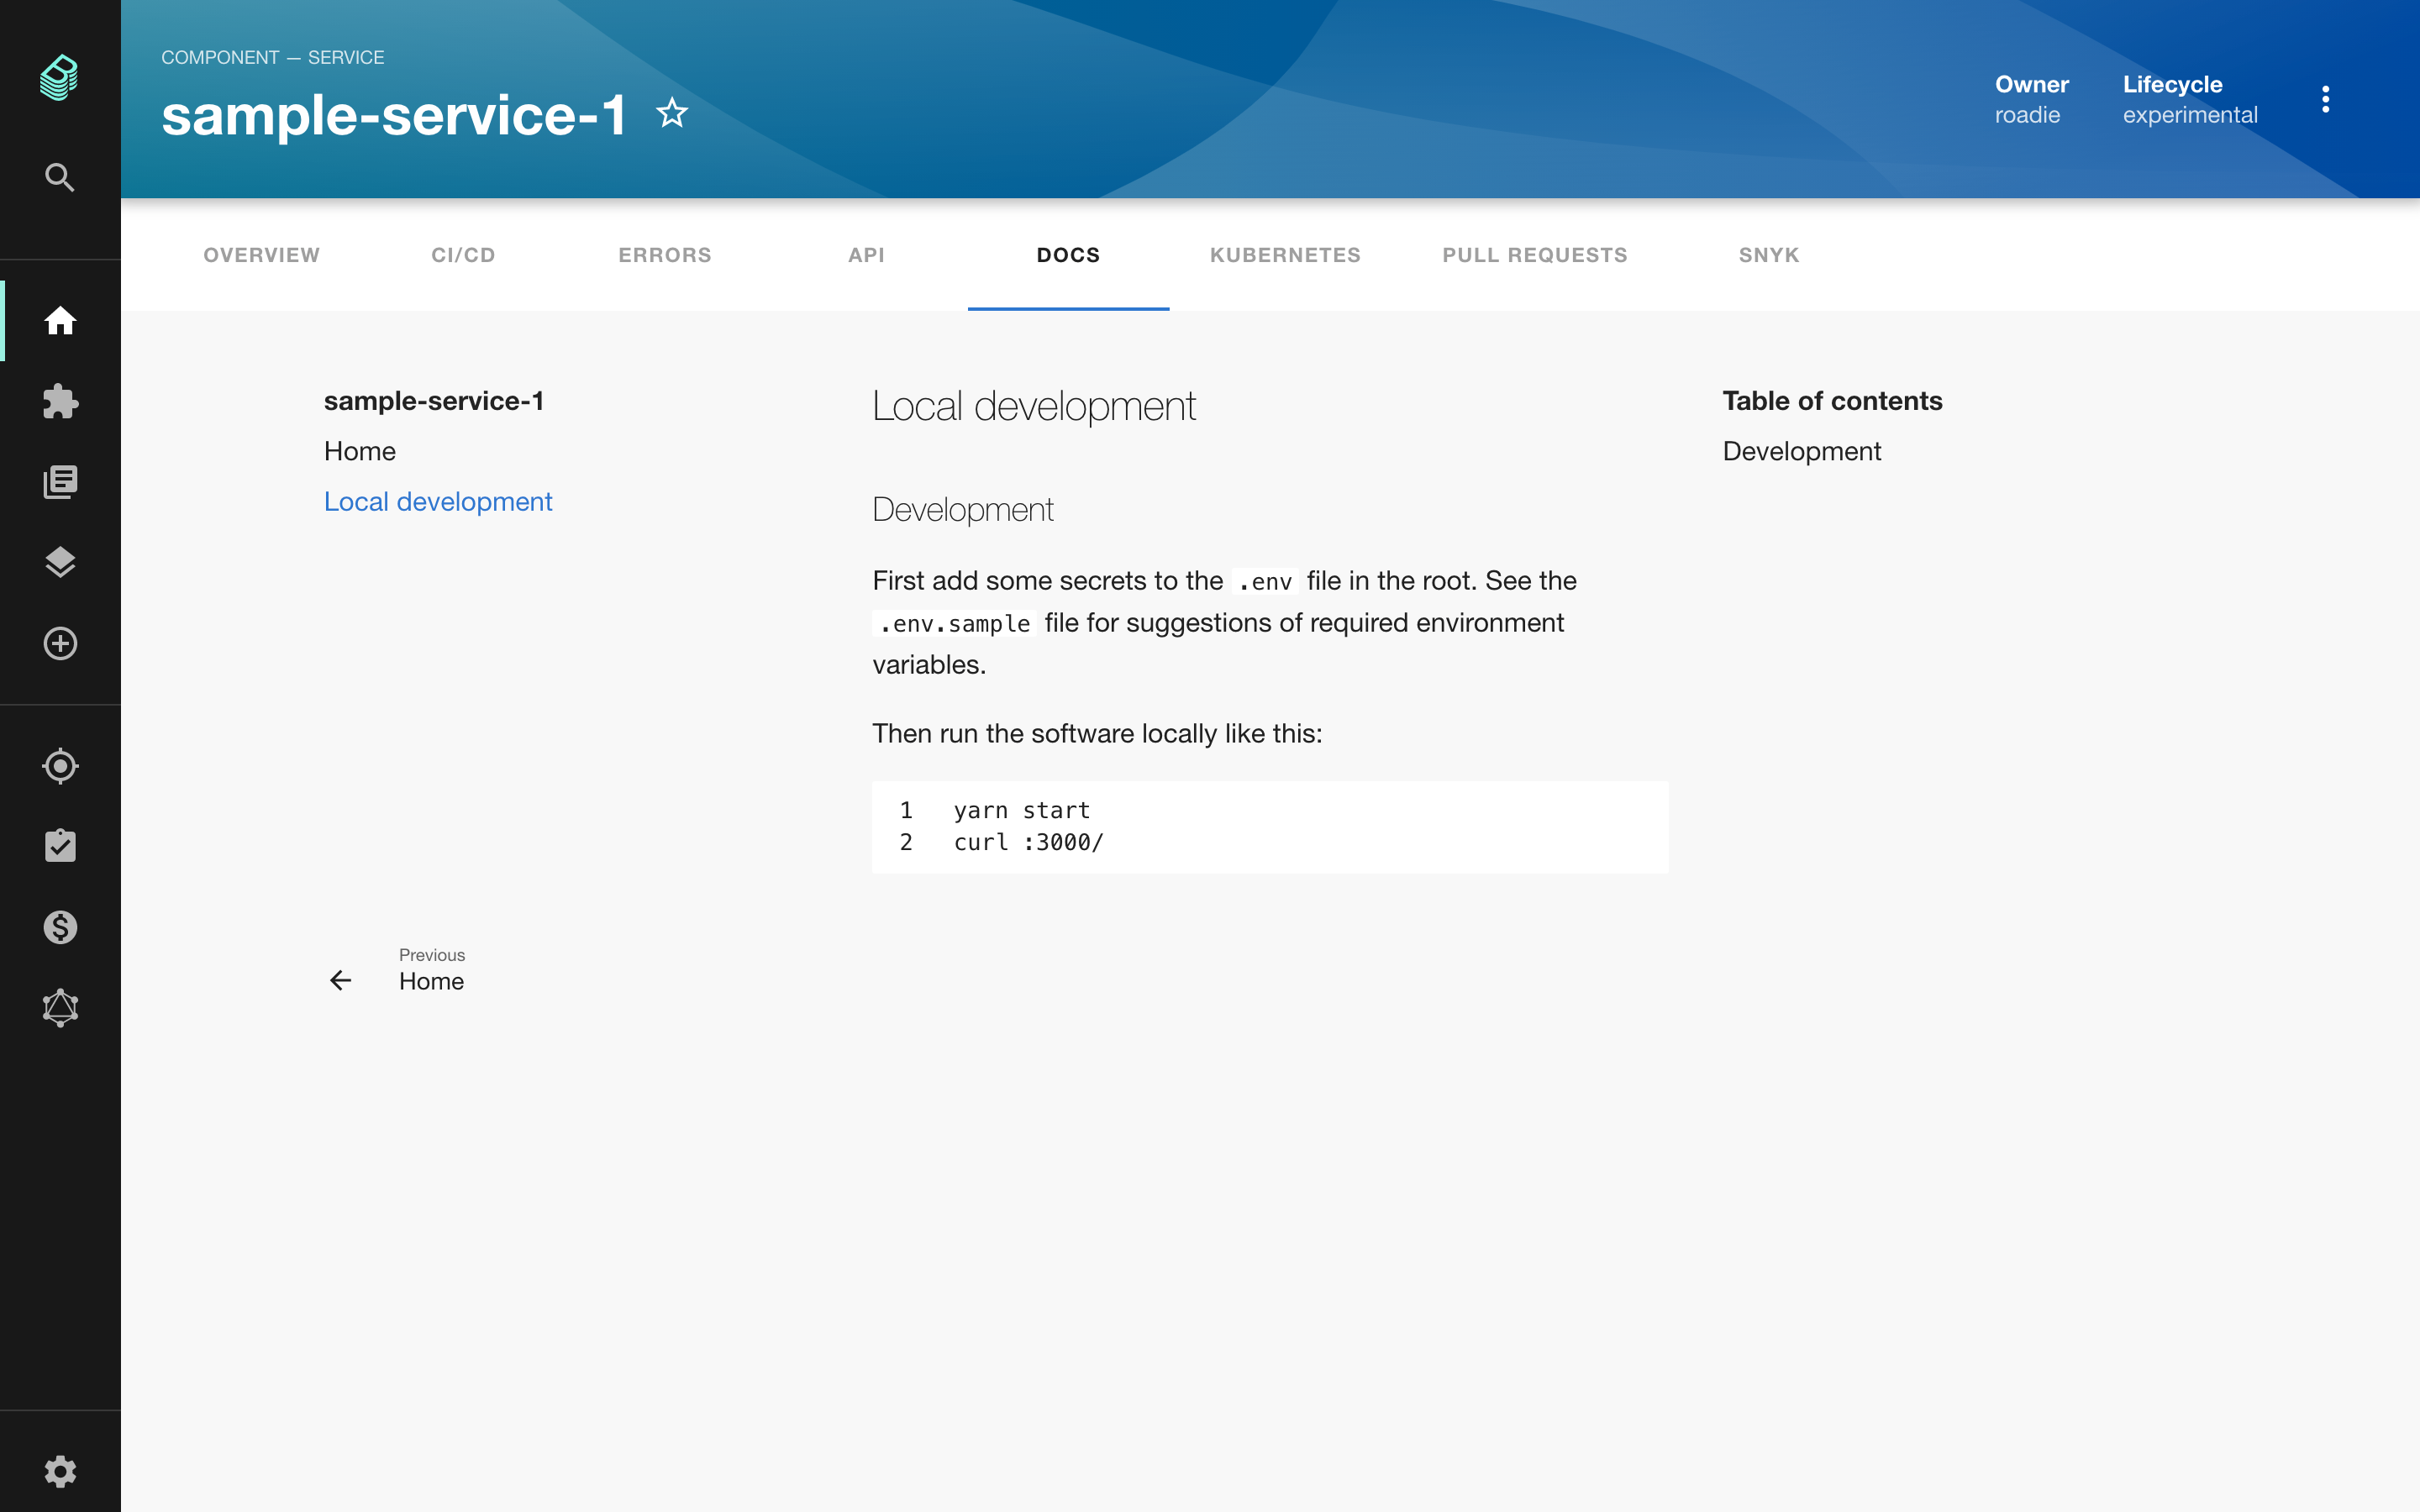 COMPONENT — SERVICE
sample-service-1
Owner
roadie
Lifecycle
experimental
OVERVIEW
CI/CD
ERRORS
API
DOCS
KUBERNETES
PULL REQUESTS
SNYK
sample-service-1
Home
Local development
Local development
Development
First add some secrets to the .env file in the root. See the
.env.sample file for suggestions of required environment
variables.
Then run the software locally like this:
1 yarn start
2 curl :3000/
Table of contents
Development
Previous
Home